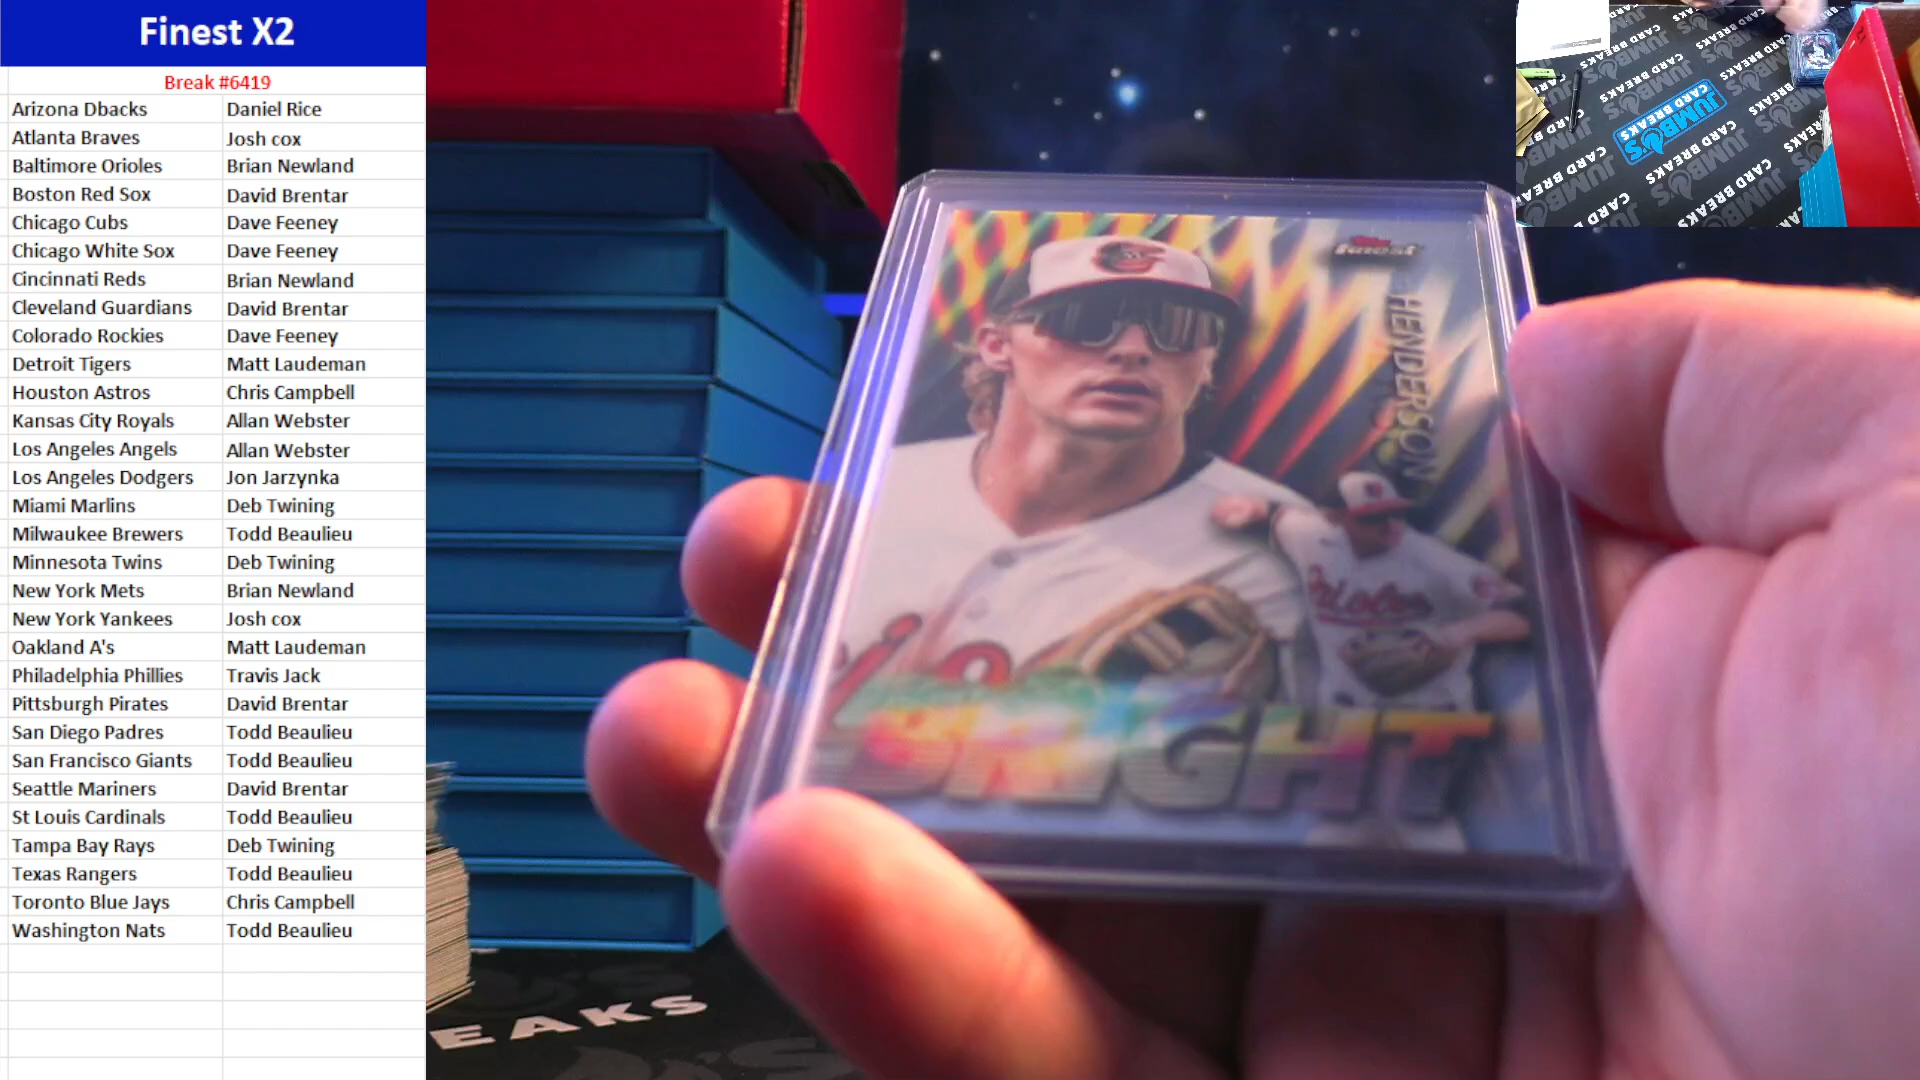 Finest X2
Break #6419
Arizona Dbacks Daniel Rice
Atlanta Braves Josh cox
Baltimore Orioles Brian Newland
Boston Red Sox David Brentar
Chicago Cubs Dave Feeney
Chicago White Sox Dave Feeney
Cincinnati Reds Brian Newland
Cleveland Guardians David Brentar
Colorado Rockies Dave Feeney
Detroit Tigers Matt Laudeman
Houston Astros Chris Campbell
Kansas City Royals Allan Webster
Los Angeles Angels Allan Webster
Los Angeles Dodgers Jon Jarzynka
Miami Marlins Deb Twining
Milwaukee Brewers Todd Beaulieu
Minnesota Twins Deb Twining
New York Mets Brian Newland
New York Yankees Josh cox
Oakland A's Matt Laudeman
Philadelphia Phillies Travis Jack
Pittsburgh Pirates David Brentar
San Diego Padres Todd Beaulieu
San Francisco Giants Todd Beaulieu
Seattle Mariners David Brentar
St Louis Cardinals Todd Beaulieu
Tampa Bay Rays Deb Twining
Texas Rangers Todd Beaulieu
Toronto Blue Jays Chris Campbell
Washington Nats Todd Beaulieu
finest
HENDERSON
Orioles
BRIGHT
EAKS
JUMBO'S
CARD BREAKS